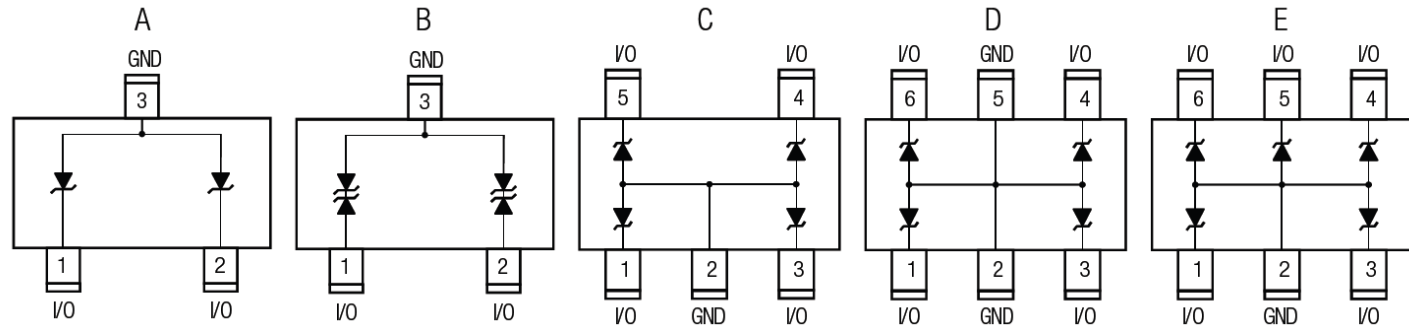 A B C D E
GND GND I/O I/O I/O GND I/O I/O I/O I/O
3 3 5 4 6 5 4 6 5 4
1 2 1 2 1 2 3 1 2 3 1 2 3
I/O I/O I/O I/O I/O GND I/O I/O GND I/O I/O GND I/O